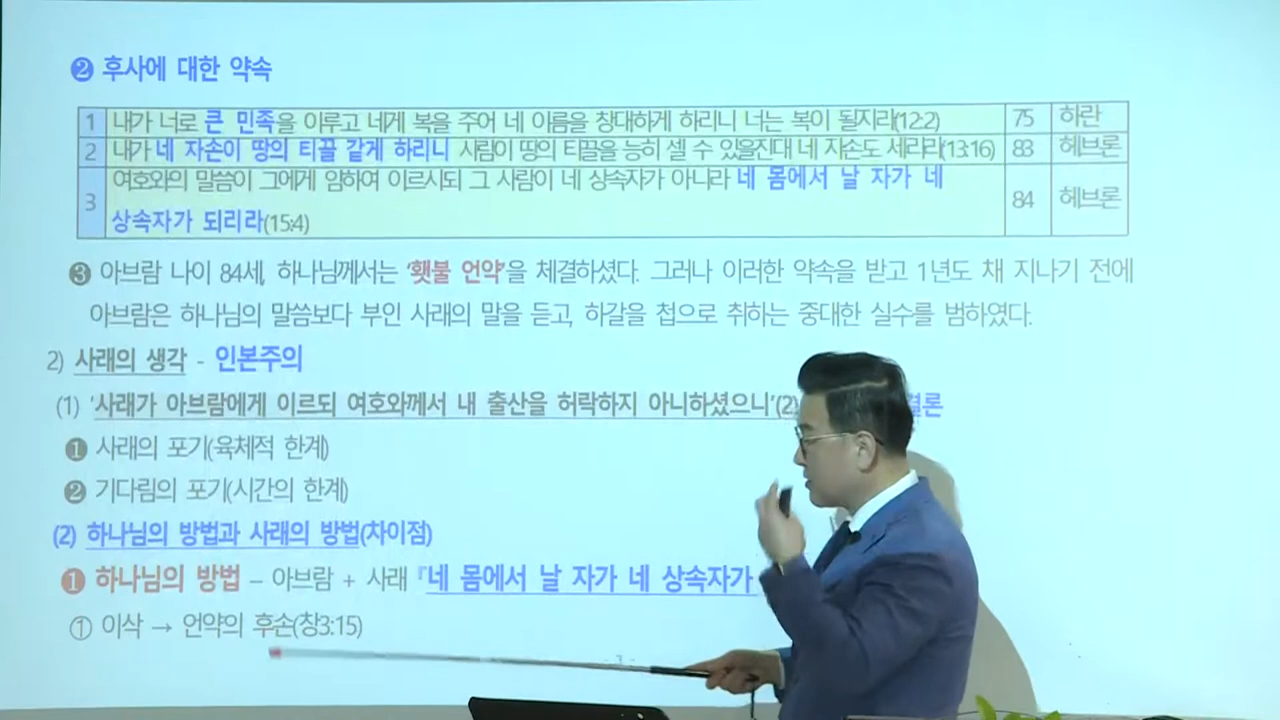 ❷ 후사에 대한 약속
1 내가 너로 큰 민족을 이루고 네게 복을 주어 네 이름을 창대하게 하리니 너는 복이 될지라(12:2) 75 하란
2 내가 네 자손이 땅의 티끌 같게 하리니 사람이 땅의 티끌을 능히 셀 수 있을진대 네 자손도 세리라(13:16) 83 헤브론
3 여호와의 말씀이 그에게 임하여 이르시되 그 사람이 네 상속자가 아니라 네 몸에서 날 자가 네
상속자가 되리라(15:4) 84 헤브론
❸ 아브람 나이 84세, 하나님께서는 '횃불 언약'을 체결하셨다. 그러나 이러한 약속을 받고 1년도 채 지나기 전에
아브람은 하나님의 말씀보다 부인 사래의 말을 듣고, 하갈을 첩으로 취하는 중대한 실수를 범하였다.
2) 사래의 생각 - 인본주의
(1) '사래가 아브람에게 이르되 여호와께서 내 출산을 허락하지 아니하셨으니'(2) 결론
❶ 사래의 포기(육체적 한계)
❷ 기다림의 포기(시간의 한계)
(2) 하나님의 방법과 사래의 방법(차이점)
❶ 하나님의 방법 – 아브람 + 사래 『네 몸에서 날 자가 네 상속자가
① 이삭 → 언약의 후손(창3:15)